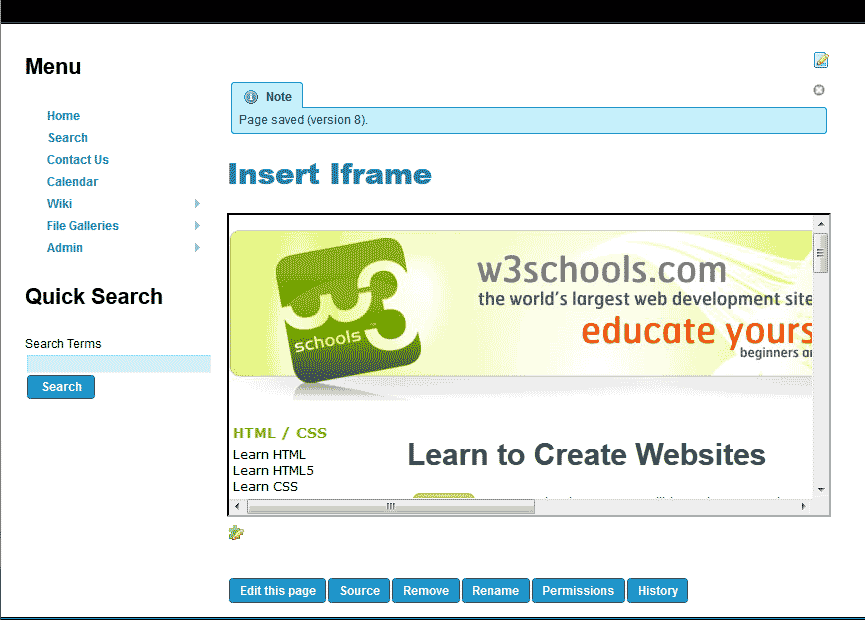 Menu
Home
Search
Contact Us
Calendar
Wiki
File Galleries
Admin
Quick Search
Search Terms
Search
Note
Page saved (version 8).
Insert Iframe
w3 schools ™
w3schools.com
the world's largest web development site
educate yours
beginners a
HTML / CSS
Learn HTML
Learn HTML5
Learn CSS
Learn to Create Websites
Edit this page
Source
Remove
Rename
Permissions
History